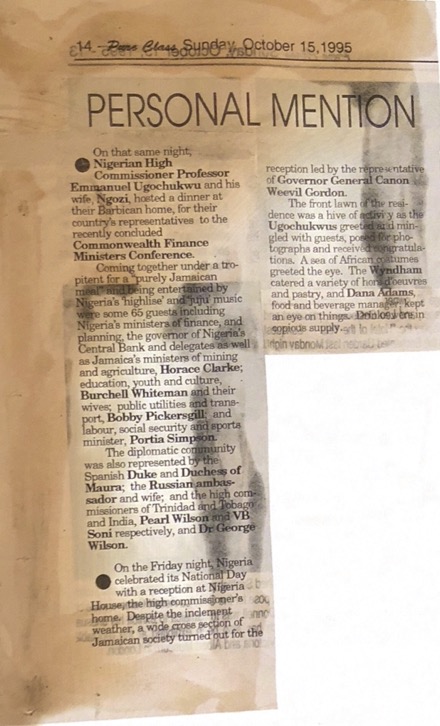 14 - Pure Class, Sunday, October 15, 1995
PERSONAL MENTION
On that same night,
Nigerian High
Commissioner Professor
Emmanuel Ugochukwu and his
wife, Ngozi, hosted a dinner at
their Barbican home, for their
country's representatives to the
recently concluded
Commonwealth Finance
Ministers Conference.
Coming together under a tro-
pitent for a "purely Jamaican
meal" and being entertained by
Nigeria's 'highlise' and 'juju' music
were some 65 guests including
Nigeria's ministers of finance, and
planning, the governor of Nigeria's
Central Bank and delegates as well
as Jamaica's ministers of mining
and agriculture, Horace Clarke;
education, youth and culture,
Burchell Whiteman and their
wives; public utilities and trans-
port, Bobby Pickersgill; and
labour, social security and sports
minister, Portia Simpson.
The diplomatic community
was also represented by the
Spanish Duke and Duchess of
Maura; the Russian ambas-
sador and wife; and the high com-
missioners of Trinidad and Tobago
and India, Pearl Wilson and VB
Soni respectively, and Dr George
Wilson.
On the Friday night, Nigeria
celebrated its National Day
with a reception at Nigeria
House, the high commissioner's
home. Despite the inclement
weather, a wide cross section of
Jamaican society turned out for the
reception led by the representative
of Governor General Canon
Weevil Gordon.
The front lawn of the resi-
dence was a hive of activity as the
Ugochukwus greeted and min-
gled with guests, posed for pho-
tographs and received congratula-
tions. A sea of African costumes
greeted the eye. The Wyndham
catered a variety of hors d'oeuvres
and pastry, and Dana Adams,
food and beverage manager, kept
an eye on things. Drinks in
copious supply.